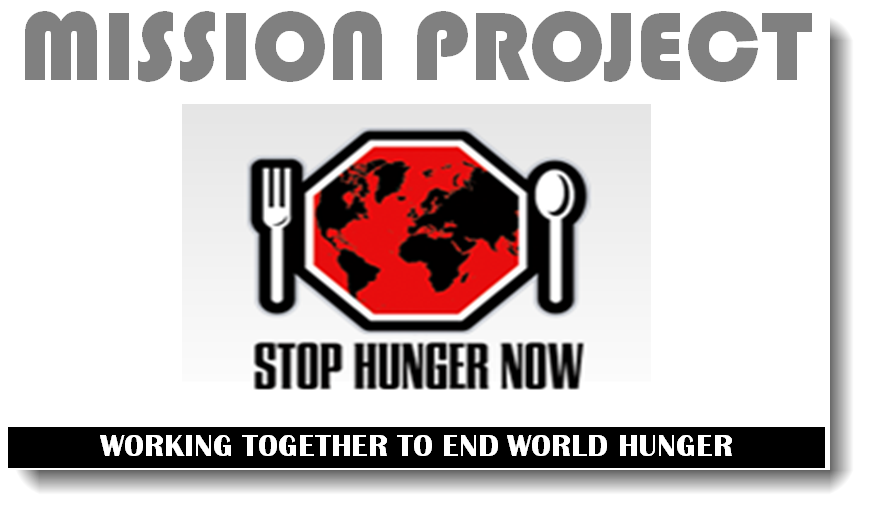 MISSION PROJECT
STOP HUNGER NOW
WORKING TOGETHER TO END WORLD HUNGER